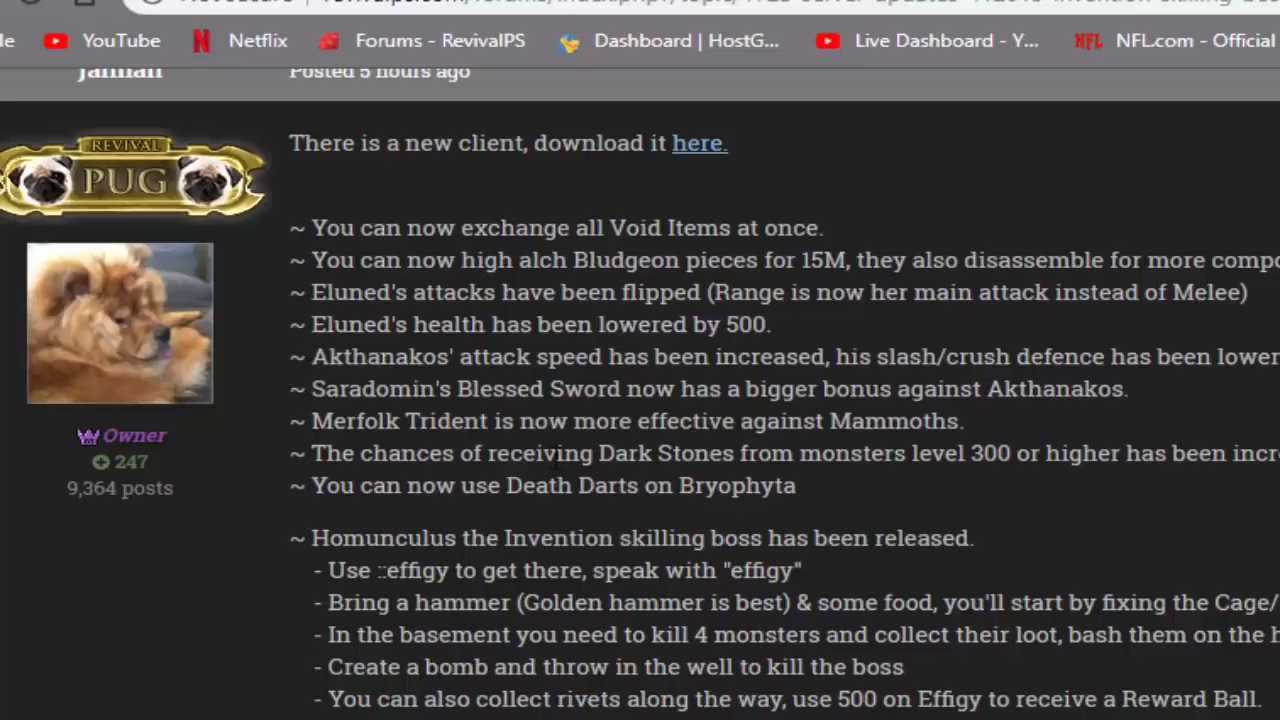 YouTube Netflix Forums - RevivalPS Dashboard | HostG... Live Dashboard - Y... NFL.com - Official
Posted 5 hours ago
REVIVAL
PUG
Owner
247
9,364 posts
There is a new client, download it here.
~ You can now exchange all Void Items at once.
~ You can now high alch Bludgeon pieces for 15M, they also disassemble for more compo
~ Eluned's attacks have been flipped (Range is now her main attack instead of Melee)
~ Eluned's health has been lowered by 500.
~ Akthanakos' attack speed has been increased, his slash/crush defence has been lower
~ Saradomin's Blessed Sword now has a bigger bonus against Akthanakos.
~ Merfolk Trident is now more effective against Mammoths.
~ The chances of receiving Dark Stones from monsters level 300 or higher has been incre
~ You can now use Death Darts on Bryophyta
~ Homunculus the Invention skilling boss has been released.
- Use ::effigy to get there, speak with "effigy"
- Bring a hammer (Golden hammer is best) & some food, you'll start by fixing the Cage/
- In the basement you need to kill 4 monsters and collect their loot, bash them on the h
- Create a bomb and throw in the well to kill the boss
- You can also collect rivets along the way, use 500 on Effigy to receive a Reward Ball.